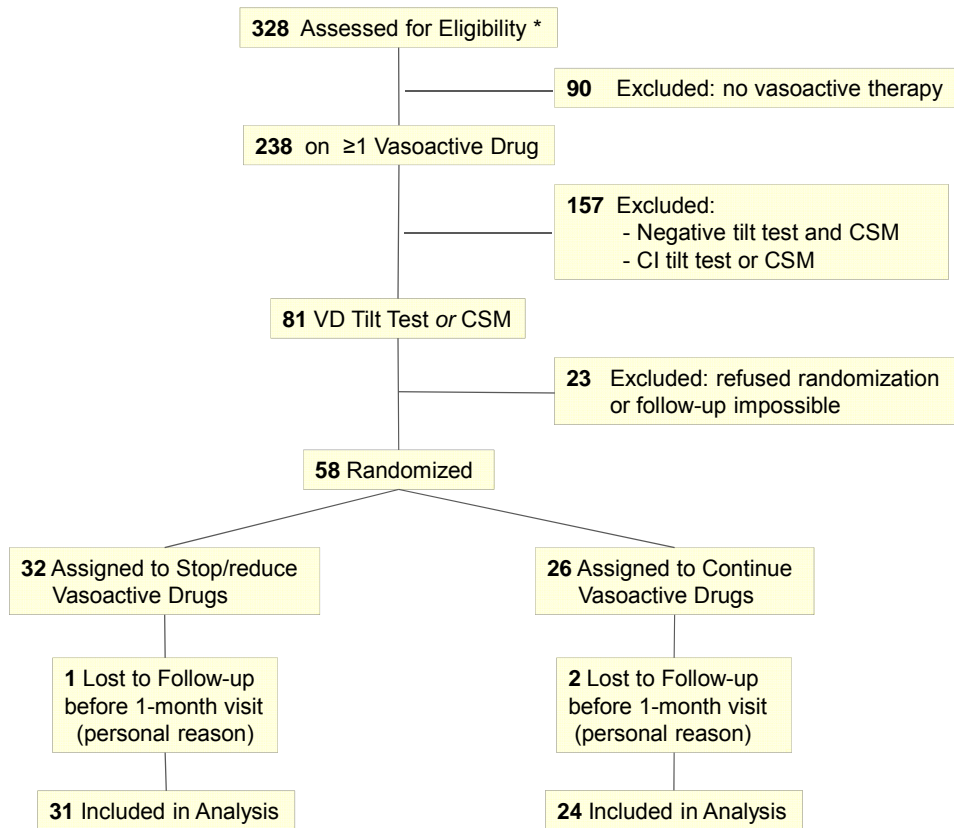 328 Assessed for Eligibility *
90 Excluded: no vasoactive therapy
238 on ≥1 Vasoactive Drug
157 Excluded:
- Negative tilt test and CSM
- CI tilt test or CSM
81 VD Tilt Test or CSM
23 Excluded: refused randomization
or follow-up impossible
58 Randomized
32 Assigned to Stop/reduce
Vasoactive Drugs
26 Assigned to Continue
Vasoactive Drugs
1 Lost to Follow-up
before 1-month visit
(personal reason)
2 Lost to Follow-up
before 1-month visit
(personal reason)
31 Included in Analysis
24 Included in Analysis